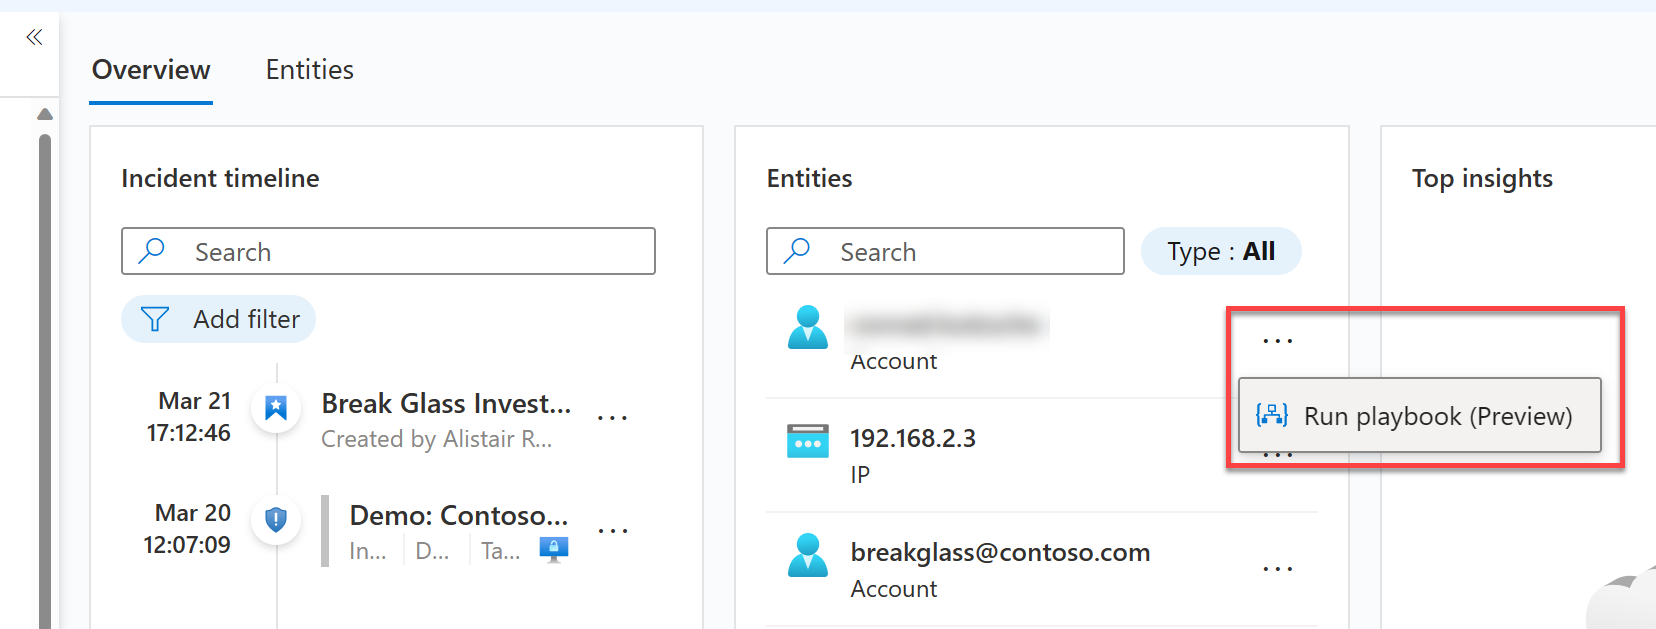 Overview
Entities
Incident timeline
Search
Add filter
Mar 21
17:12:46
Break Glass Invest...
Created by Alistair R...
Mar 20
12:07:09
Demo: Contoso...
In...
D...
Ta...
Entities
Search
Type : All
Account
Run playbook (Preview)
192.168.2.3
IP
breakglass@contoso.com
Account
Top insights